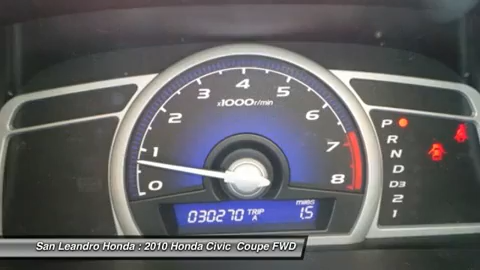 4
3 5
x1000r/min
2 6
1 7
0 8
P
R
N
D
D3
2
1
030270 TRIP A miles 1.5
San Leandro Honda : 2010 Honda Civic Coupe FWD